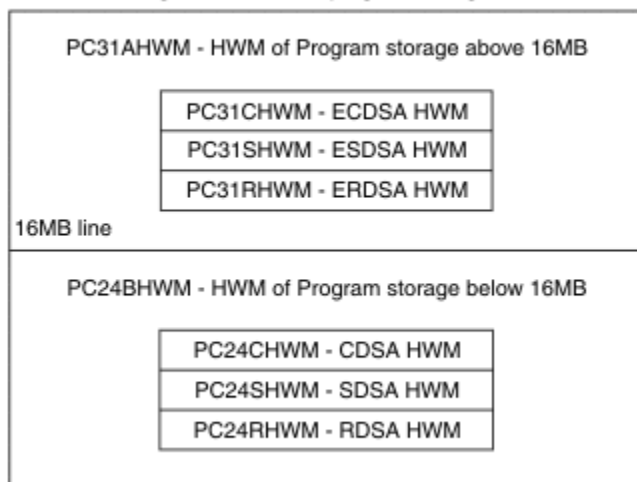 PC31AHWM - HWM of Program storage above 16MB
PC31CHWM - ECDSA HWM
PC31SHWM - ESDSA HWM
PC31RHWM - ERDSA HWM
16MB line
PC24BHWM - HWM of Program storage below 16MB
PC24CHWM - CDSA HWM
PC24SHWM - SDSA HWM
PC24RHWM - RDSA HWM